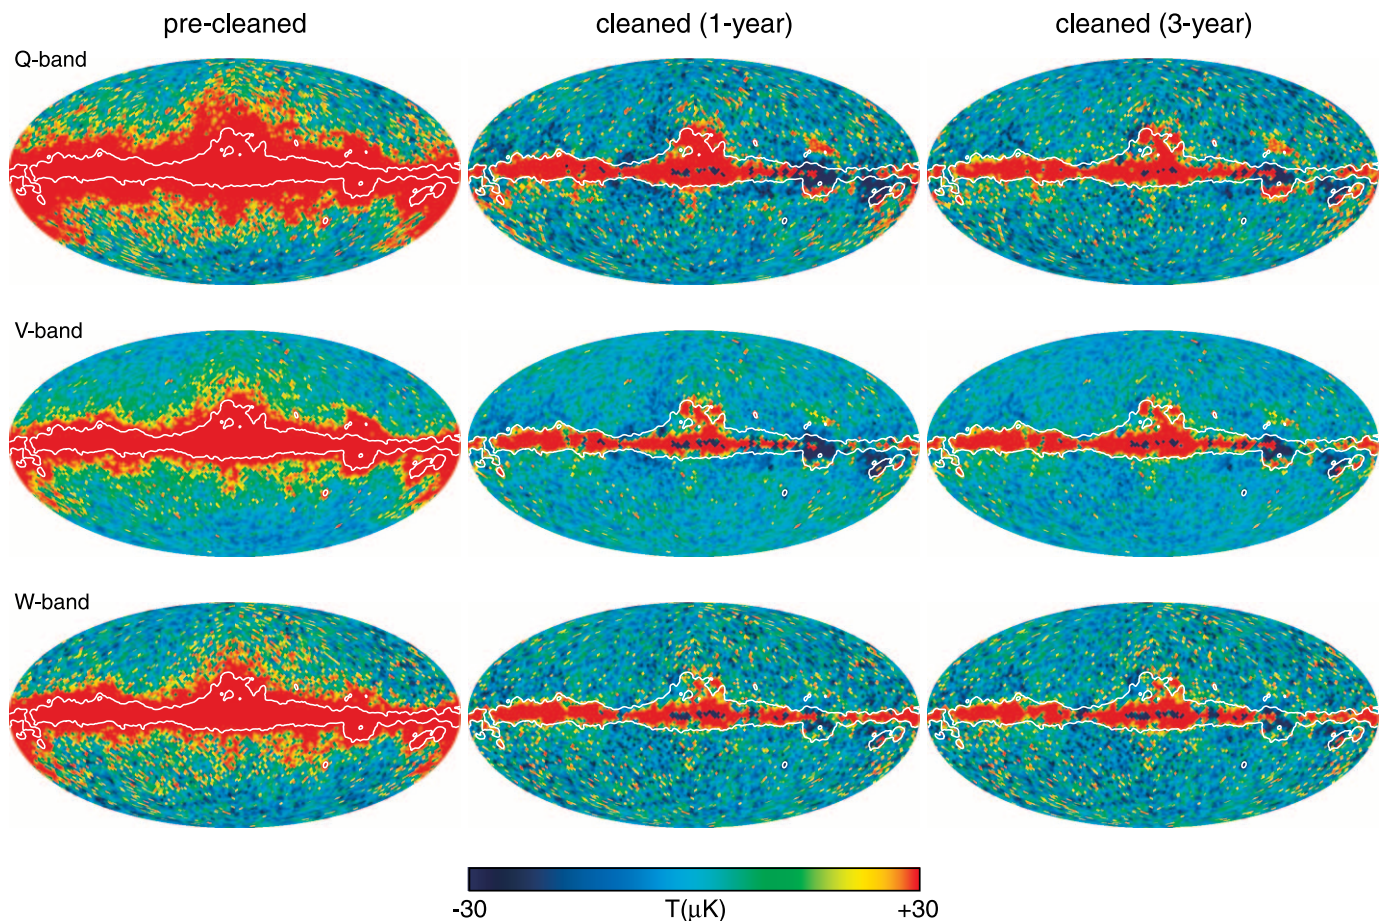 pre-cleaned cleaned (1-year) cleaned (3-year)
Q-band
V-band
W-band
-30 T(μK) +30